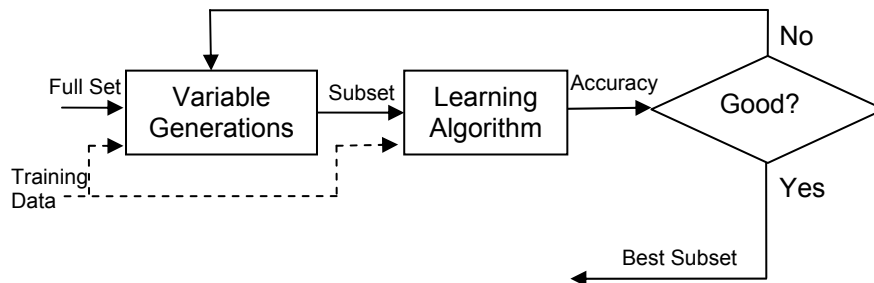 No
Full Set
Variable
Generations
Subset
Learning
Algorithm
Accuracy
Good?
Training
Data
Yes
Best Subset